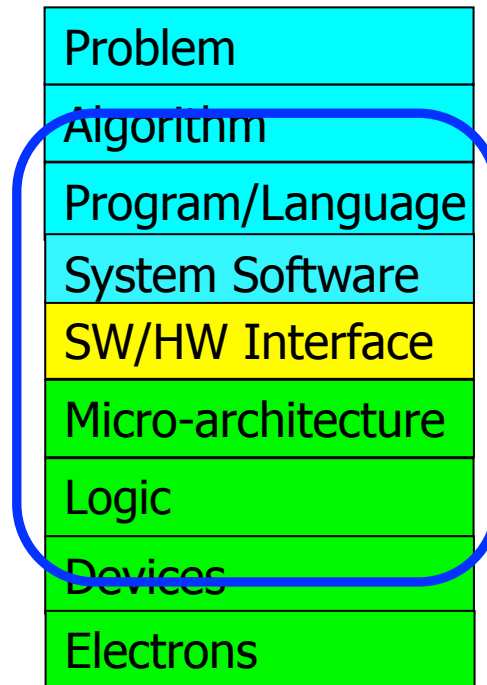 Problem
Algorithm
Program/Language
System Software
SW/HW Interface
Micro-architecture
Logic
Devices
Electrons